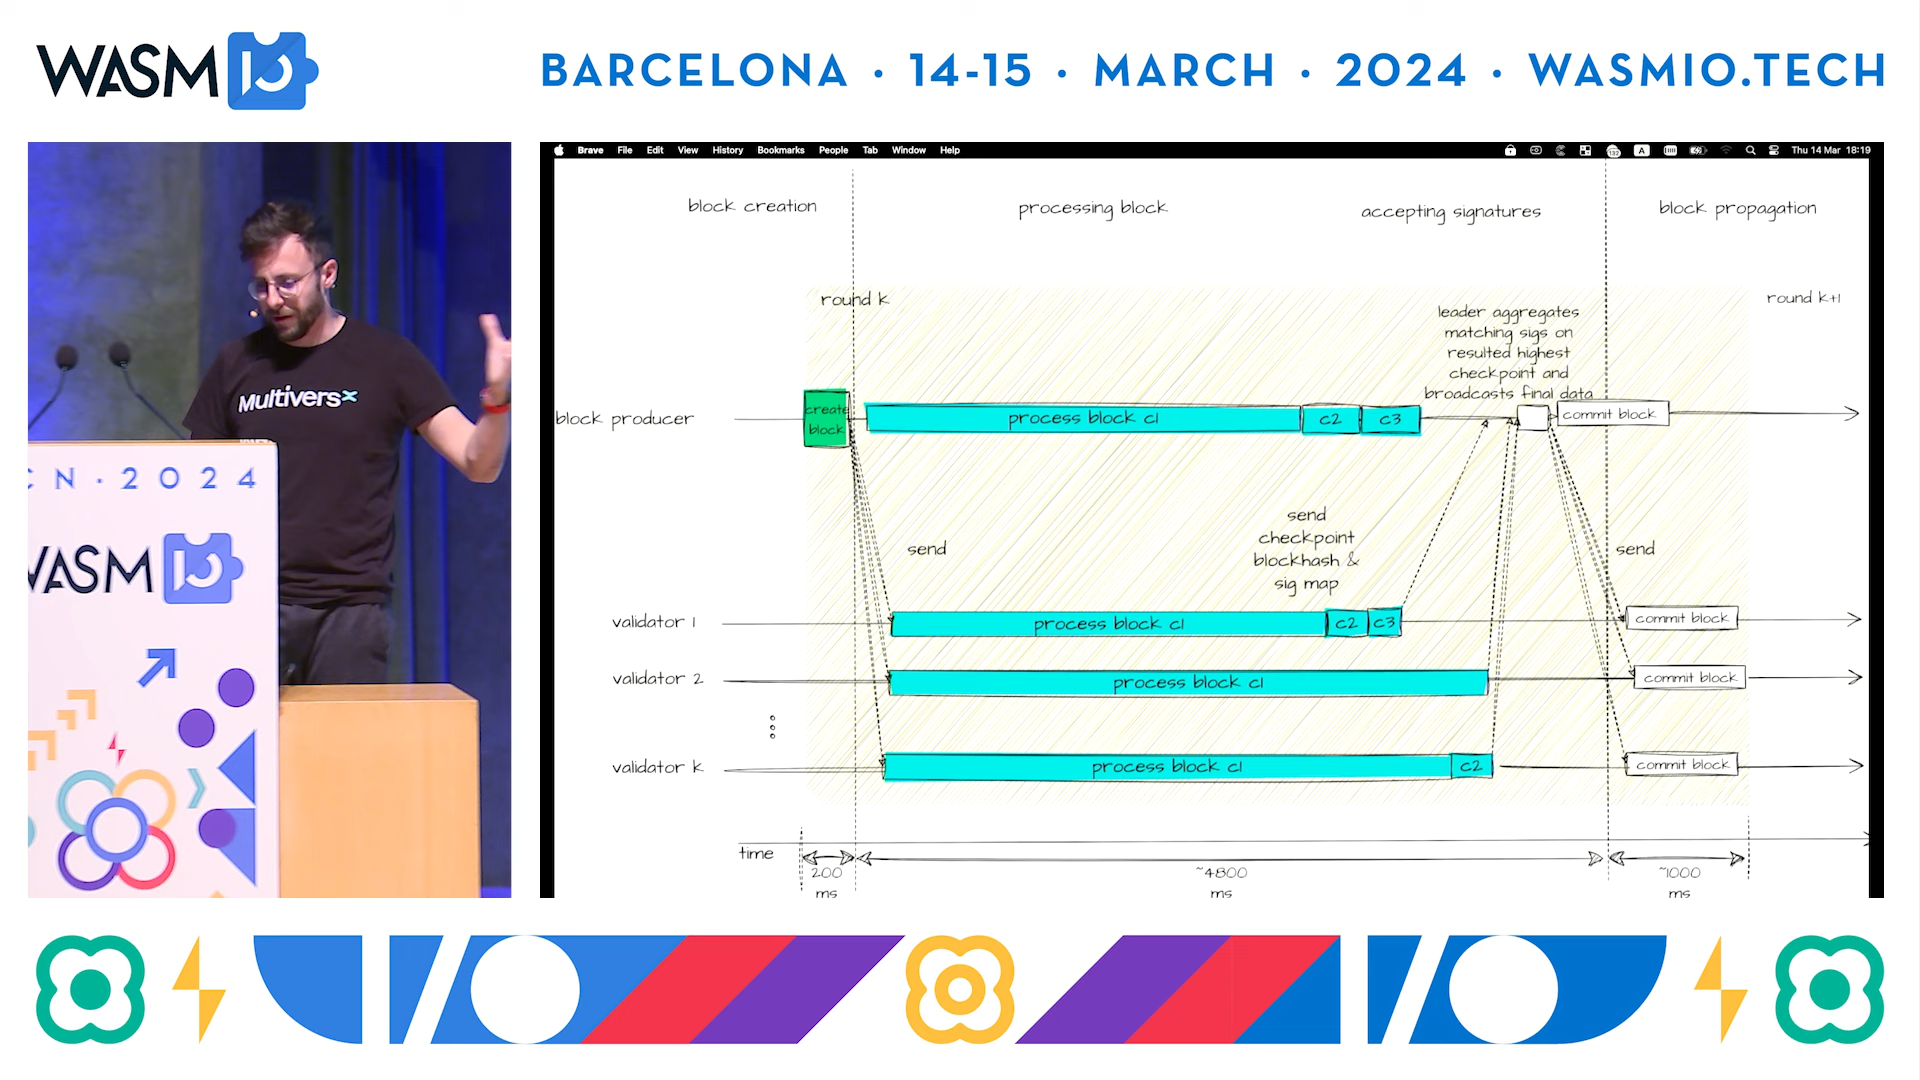 WASM IO
BARCELONA · 14-15 · MARCH · 2024 · WASMIO.TECH
Brave File Edit View History Bookmarks People Tab Window Help
A
Thu 14 Mar 18:19
block creation
processing block
accepting signatures
block propagation
round k
round k+1
leader aggregates
matching sigs on
resulted highest
checkpoint and
broadcasts final data
block producer
create
block
process block c1
c2
c3
commit block
send
send
checkpoint
blockhash &
sig map
send
validator 1
process block c1
c2
c3
commit block
validator 2
process block c1
commit block
validator k
process block c1
c2
commit block
time
200
ms
~4800
ms
~1000
ms
MultiversX
CN · 2024
WASM IO